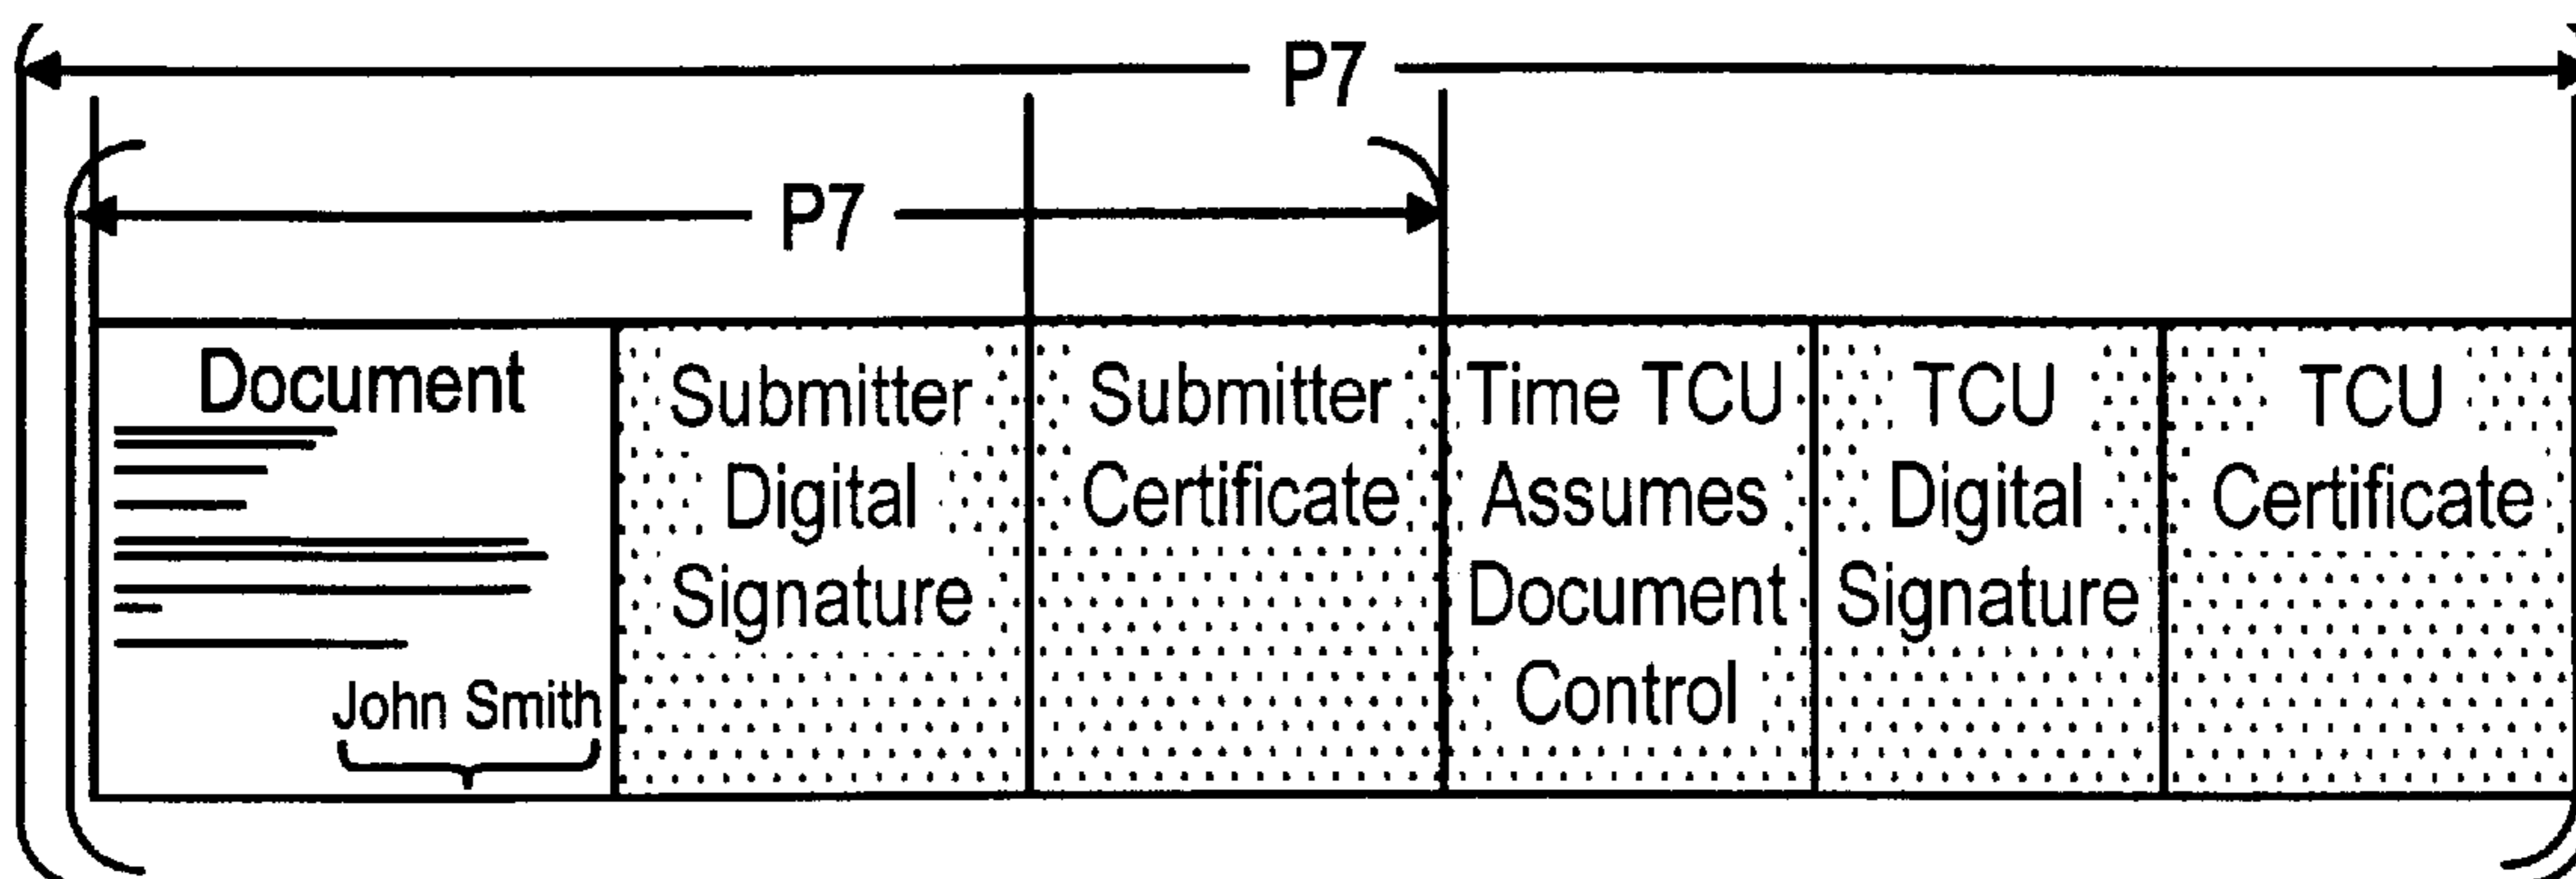 P7
P7
Document
John Smith
Submitter
Digital
Signature
Submitter
Certificate
Time TCU
Assumes
Document
Control
TCU
Digital
Signature
TCU
Certificate